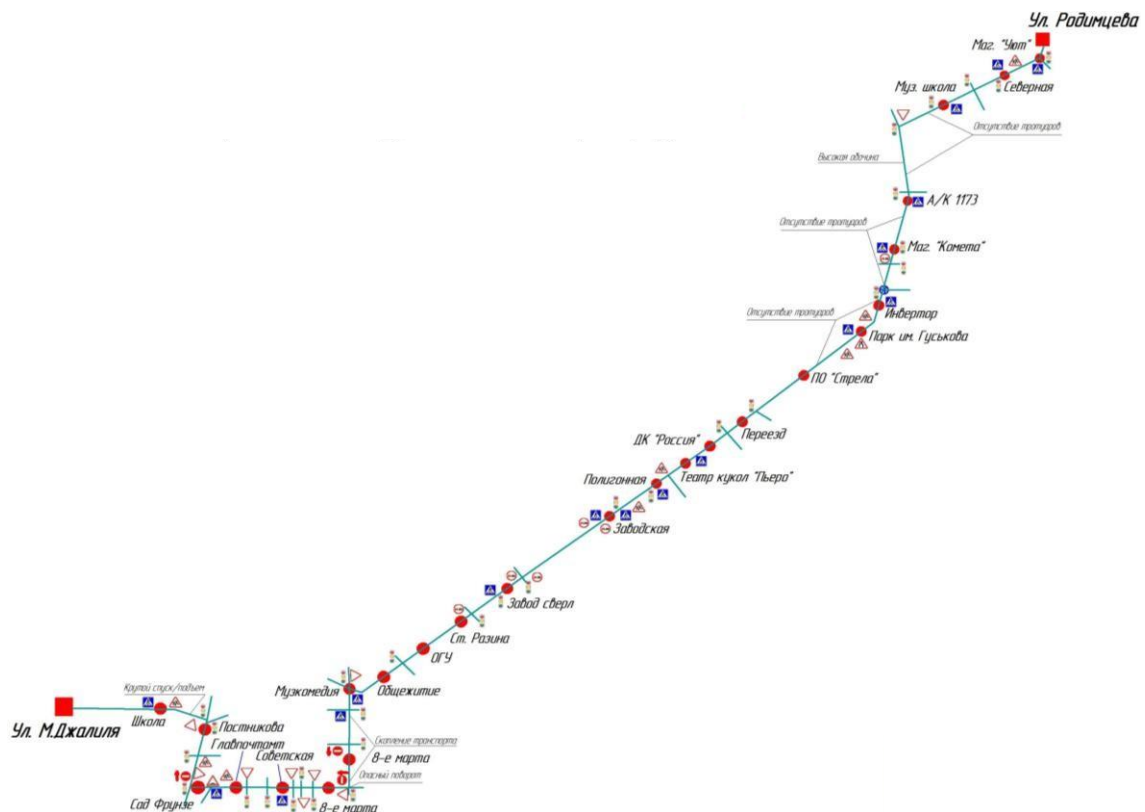 Ул. Родимцева
Маг. "Уют"
Северная
Муз. школа
Отсутствие тротуаров
Высокая обочина
А/К 1173
Отсутствие тротуаров
Маг. "Комета"
Инвертор
Отсутствие тротуаров
Парк им. Гуськова
ПО "Стрела"
Переезд
ДК "Россия"
Театр кукол "Пьеро"
Полигонная
Заводская
Завод сверл
Ст. Разина
ОГУ
Общежитие
Музкомедия
Крутой спуск/подъем
Школа
Ул. М.Джалиля
Постникова
Главпочтамт
Скопление транспорта
Советская
8-е марта
Опасный поворот
Сад Фрунзе
8-е марта